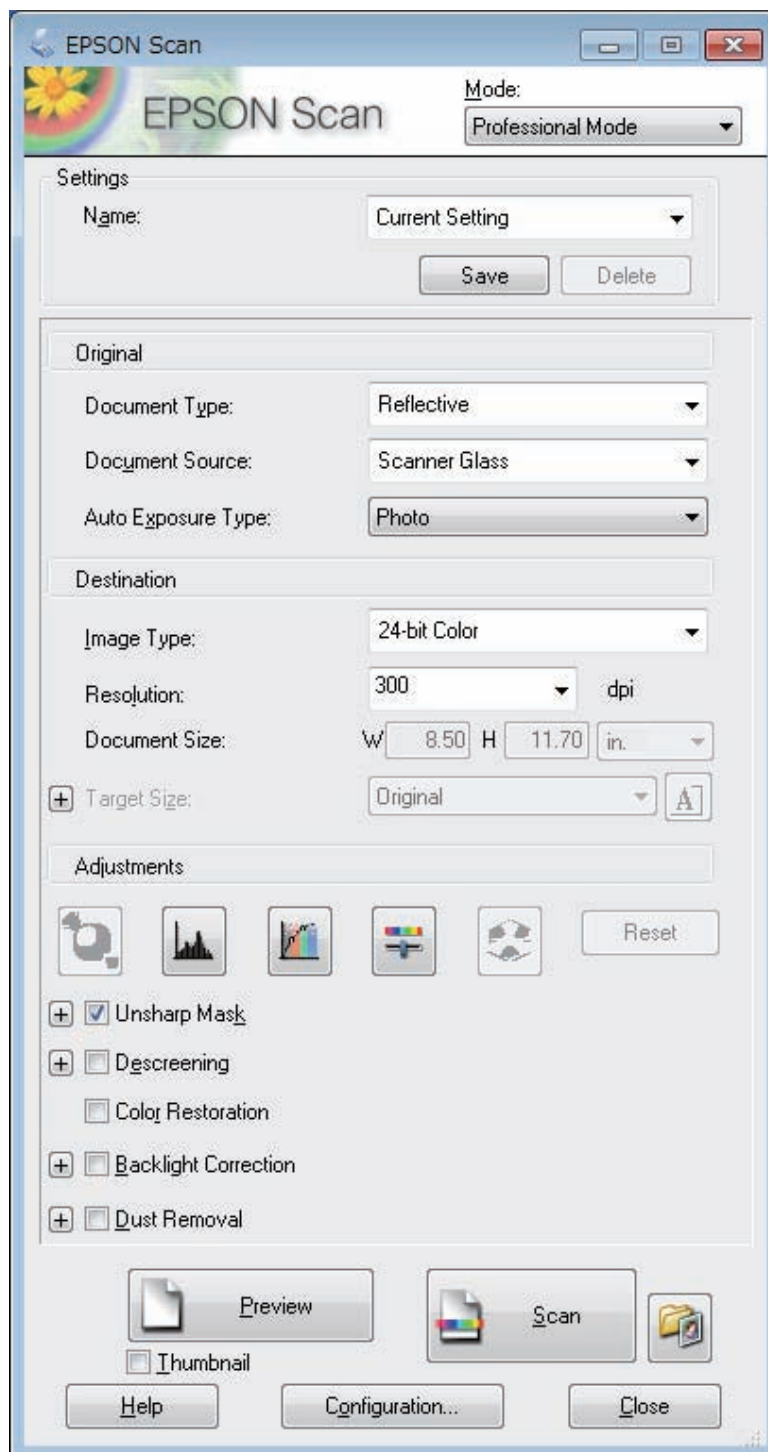 EPSON Scan
EPSON Scan
Mode:
Professional Mode
Settings
Name:
Current Setting
Save
Delete
Original
Document Type:
Reflective
Document Source:
Scanner Glass
Auto Exposure Type:
Photo
Destination
Image Type:
24-bit Color
Resolution:
300
dpi
Document Size:
W 8.50 H 11.70 in.
Target Size:
Original
A
Adjustments
Reset
Unsharp Mask
Descreening
Color Restoration
Backlight Correction
Dust Removal
Preview
Scan
Thumbnail
Help
Configuration...
Close